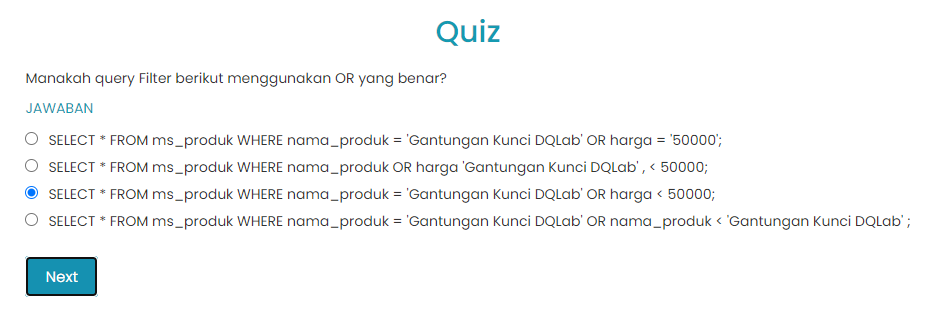 Quiz
Manakah query Filter berikut menggunakan OR yang benar?
JAWABAN
SELECT * FROM ms_produk WHERE nama_produk = 'Gantungan Kunci DQLab' OR harga = '50000';
SELECT * FROM ms_produk WHERE nama_produk OR harga 'Gantungan Kunci DQLab' , < 50000;
SELECT * FROM ms_produk WHERE nama_produk = 'Gantungan Kunci DQLab' OR harga < 50000;
SELECT * FROM ms_produk WHERE nama_produk = 'Gantungan Kunci DQLab' OR nama_produk < 'Gantungan Kunci DQLab' ;
Next